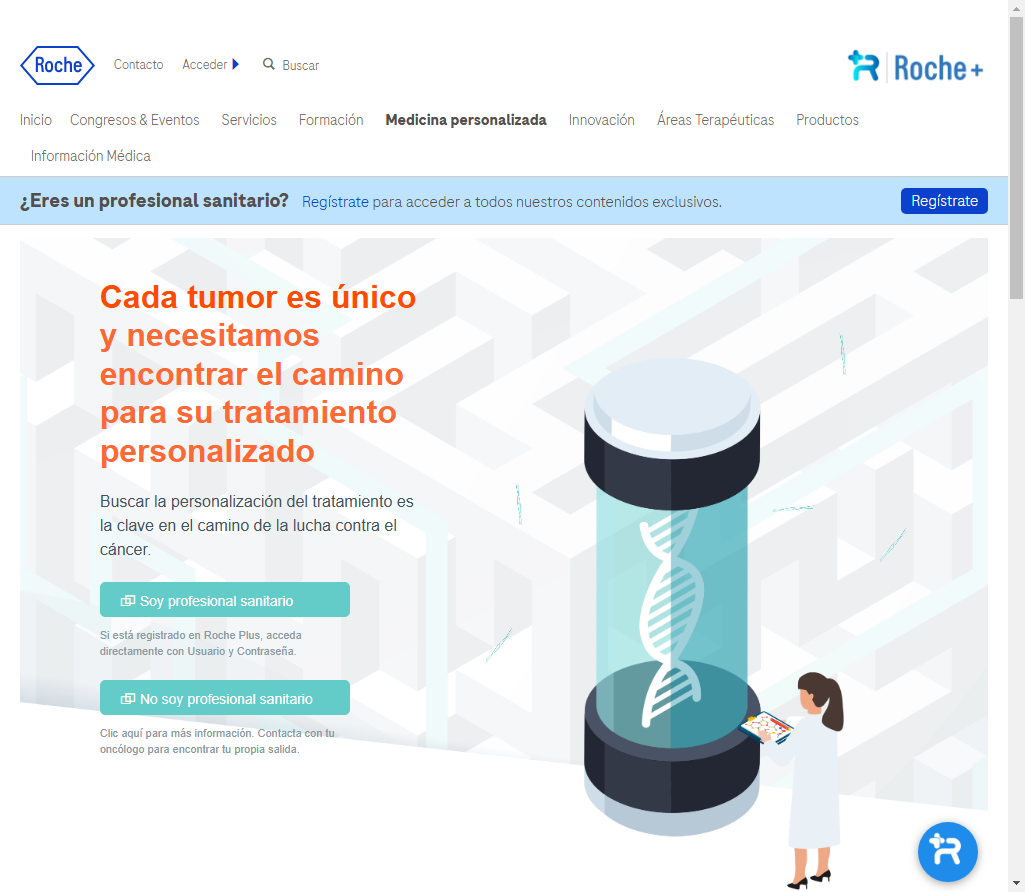 Roche
Contacto
Acceder
Buscar
Roche+
Inicio
Congresos & Eventos
Servicios
Formación
Medicina personalizada
Innovación
Áreas Terapéuticas
Productos
Información Médica
¿Eres un profesional sanitario? Regístrate para acceder a todos nuestros contenidos exclusivos.
Regístrate
Cada tumor es único
y necesitamos
encontrar el camino
para su tratamiento
personalizado
Buscar la personalización del tratamiento es
la clave en el camino de la lucha contra el
cáncer.
Soy profesional sanitario
Si está registrado en Roche Plus, acceda
directamente con Usuario y Contraseña.
No soy profesional sanitario
Clic aquí para más información. Contacta con tu
oncólogo para encontrar tu propia salida.